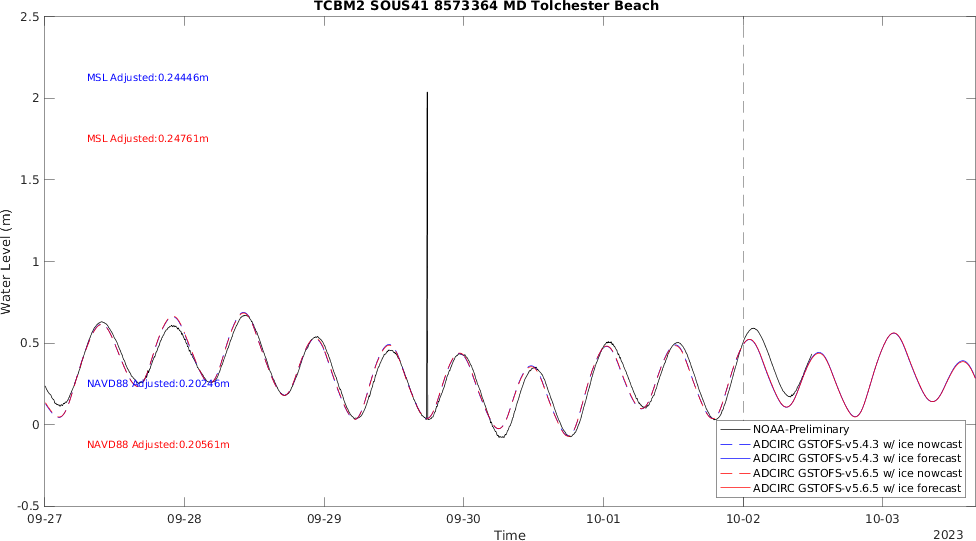 TCBM2 SOUS41 8573364 MD Tolchester Beach
2.5
2
1.5
1
0.5
0
-0.5
Water Level (m)
MSL Adjusted:0.24446m
MSL Adjusted:0.24761m
NAVD88 Adjusted:0.20246m
NAVD88 Adjusted:0.20561m
NOAA-Preliminary
ADCIRC GSTOFS-v5.4.3 w/ ice nowcast
ADCIRC GSTOFS-v5.4.3 w/ ice forecast
ADCIRC GSTOFS-v5.6.5 w/ ice nowcast
ADCIRC GSTOFS-v5.6.5 w/ ice forecast
09-27 09-28 09-29 09-30 10-01 10-02 10-03
Time
2023